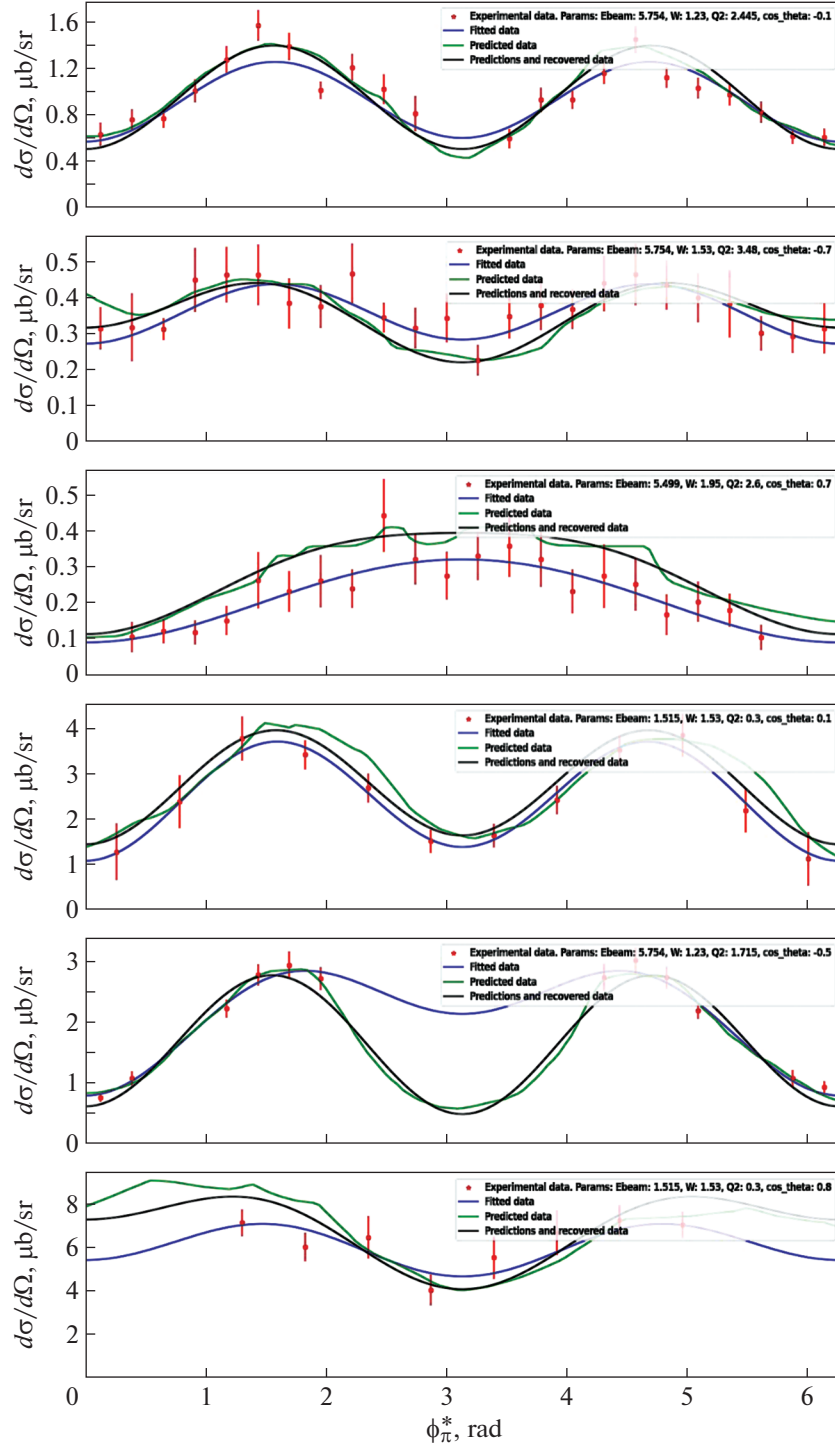 Experimental data. Params: Ebeam: 5.754, W: 1.23, Q2: 2.445, cos_theta: -0.1
Fitted data
Predicted data
Predictions and recovered data
1.6
1.2
0.8
0.4
0
dσ/dΩ, μb/sr
Experimental data. Params: Ebeam: 5.754, W: 1.53, Q2: 3.48, cos_theta: -0.7
Fitted data
Predicted data
Predictions and recovered data
0.5
0.4
0.3
0.2
0.1
0
dσ/dΩ, μb/sr
Experimental data. Params: Ebeam: 5.499, W: 1.95, Q2: 2.6, cos_theta: 0.7
Fitted data
Predicted data
Predictions and recovered data
0.5
0.4
0.3
0.2
0.1
0
dσ/dΩ, μb/sr
Experimental data. Params: Ebeam: 1.515, W: 1.53, Q2: 0.3, cos_theta: 0.1
Fitted data
Predicted data
Predictions and recovered data
4
3
2
1
0
dσ/dΩ, μb/sr
Experimental data. Params: Ebeam: 5.754, W: 1.23, Q2: 1.715, cos_theta: -0.5
Fitted data
Predicted data
Predictions and recovered data
3
2
1
0
dσ/dΩ, μb/sr
Experimental data. Params: Ebeam: 1.515, W: 1.53, Q2: 0.3, cos_theta: 0.8
Fitted data
Predicted data
Predictions and recovered data
8
6
4
2
dσ/dΩ, μb/sr
0 1 2 3 4 5 6
ϕ*π, rad